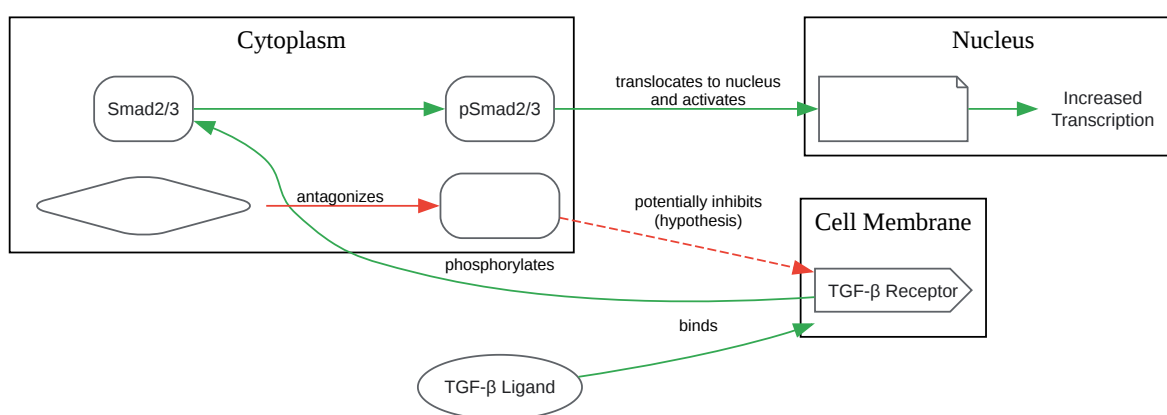 Cytoplasm
Nucleus
Smad2/3
pSmad2/3
translocates to nucleus
and activates
Increased
Transcription
antagonizes
potentially inhibits
(hypothesis)
Cell Membrane
phosphorylates
TGF-β Receptor
binds
TGF-β Ligand